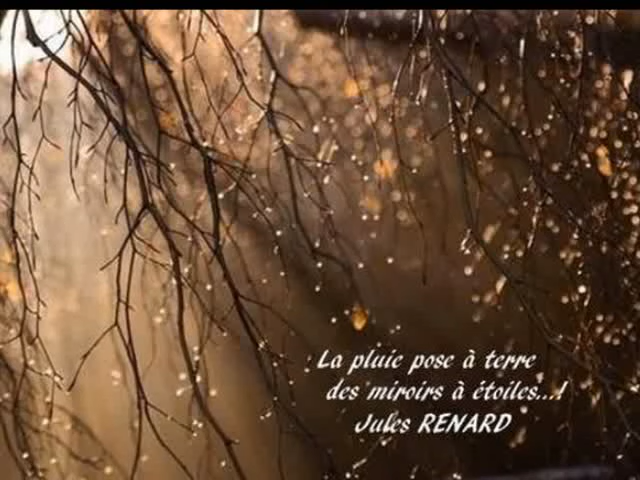 La pluie pose à terre
des miroirs à étoiles...!
Jules RENARD